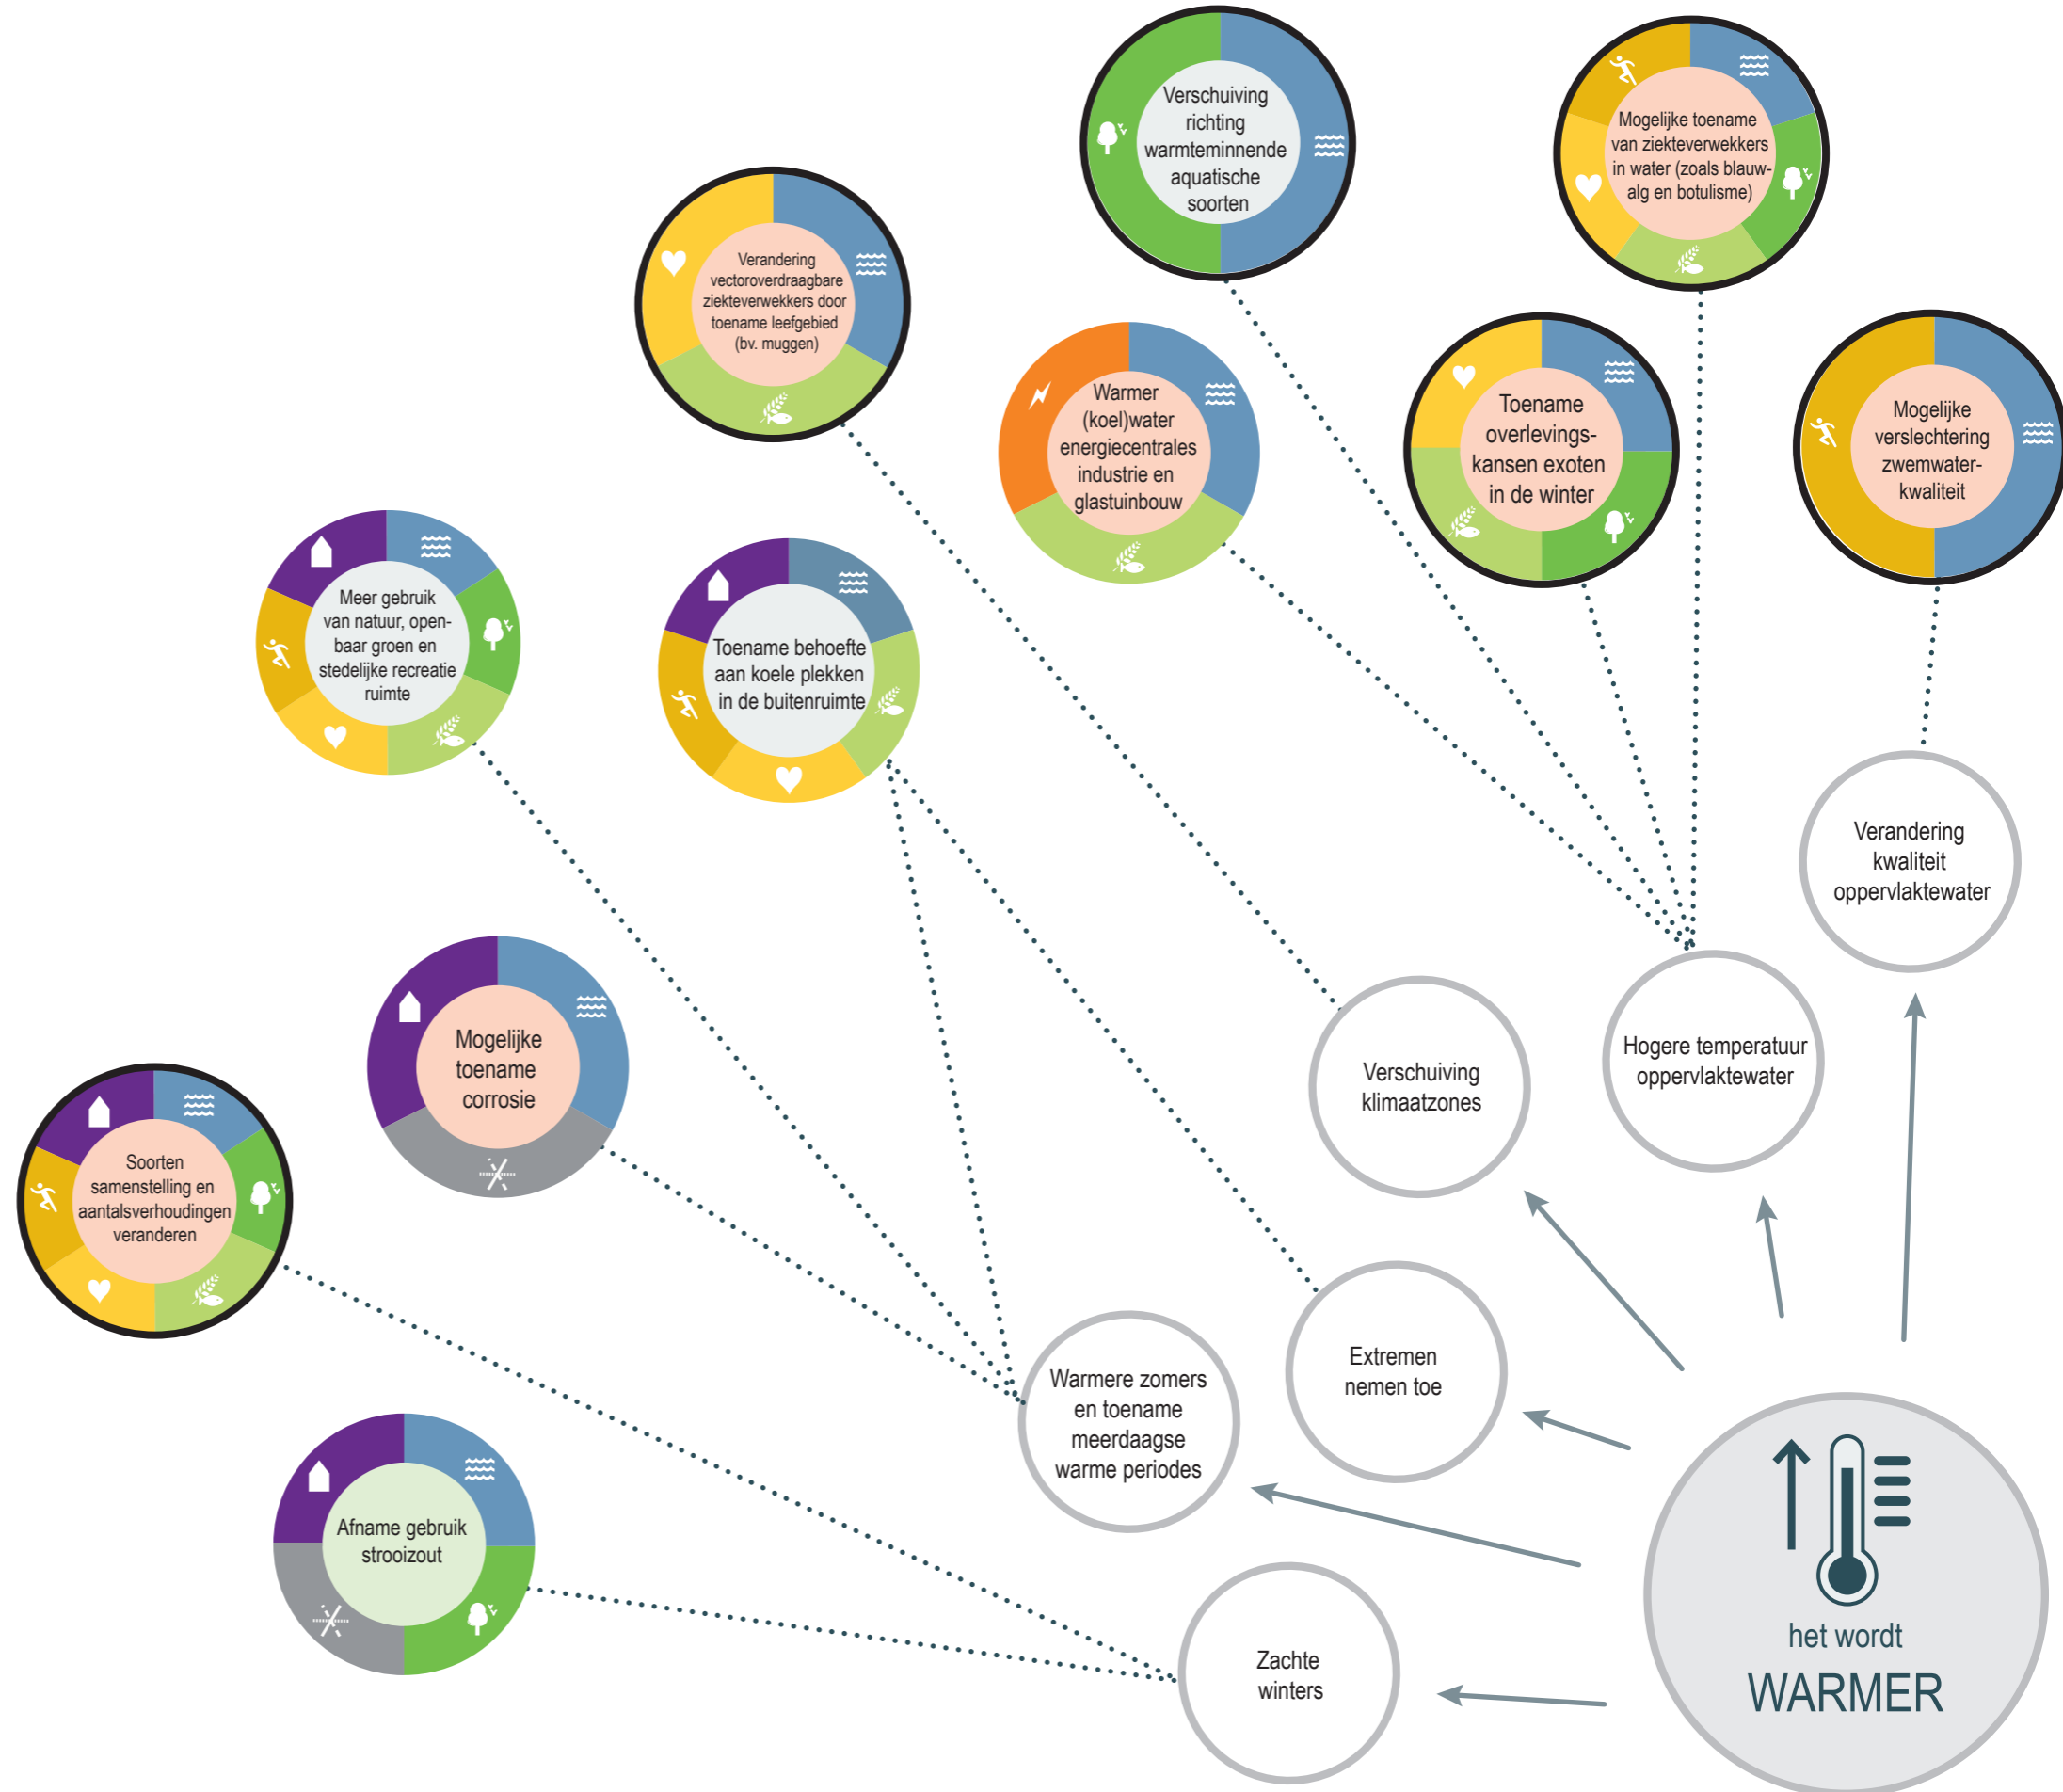 Verschuiving
richting
warmteminnende
aquatische
soorten
Mogelijke toename
van ziekteverwekkers
in water (zoals blauw-
alg en botulisme)
Verandering
vectoroverdraagbare
ziekteverwekkers door
toename leefgebied
(bv. muggen)
Warmer
(koel)water
energiecentrales
industrie en
glastuinbouw
Toename
overlevings-
kansen exoten
in de winter
Mogelijke
verslechtering
zwemwater-
kwaliteit
Meer gebruik
van natuur, open-
baar groen en
stedelijke recreatie
ruimte
Toename behoefte
aan koele plekken
in de buitenruimte
Verandering
kwaliteit
oppervlaktewater
Mogelijke
toename
corrosie
Verschuiving
klimaatzones
Hogere temperatuur
oppervlaktewater
Soorten
samenstelling en
aantalsverhoudingen
veranderen
Warmere zomers
en toename
meerdaagse
warme periodes
Extremen
nemen toe
Afname gebruik
strooizout
Zachte
winters
het wordt
WARMER